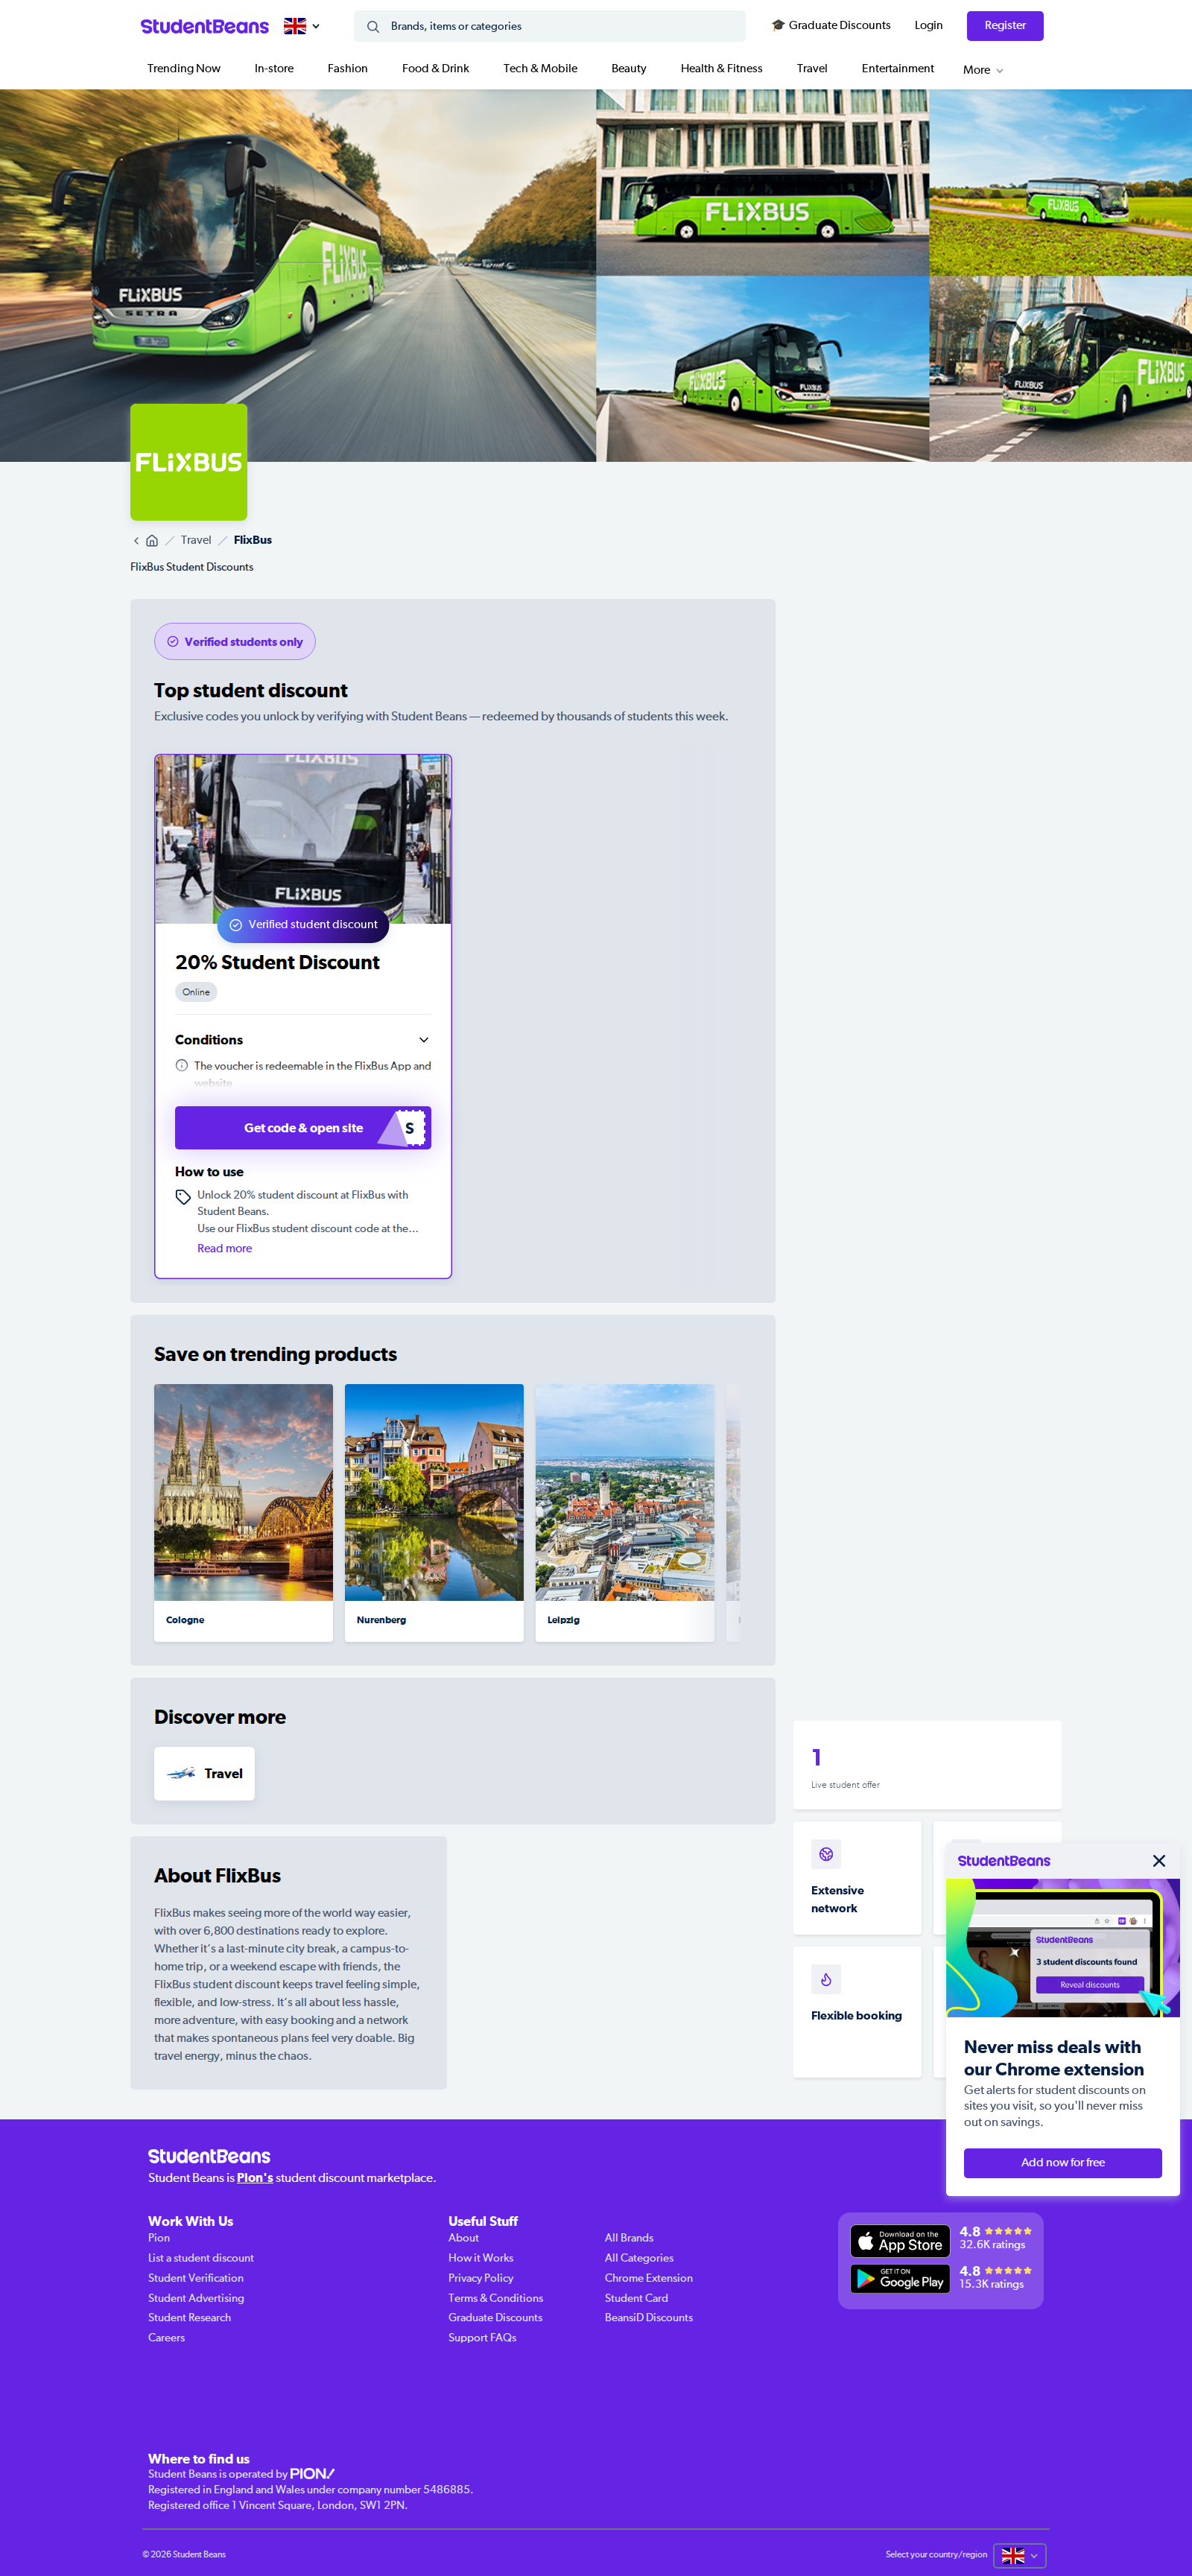 StudentBeans
Brands, items or categories
🎓 Graduate Discounts
Login
Register
Trending Now
In-store
Fashion
Food & Drink
Tech & Mobile
Beauty
Health & Fitness
Travel
Entertainment
More
FLiXBUS
FLiXBUS
SETRA
FLiXBUS
FLiXBUS
FLiXBUS
FLiXBUS
FLiXBUS
FLiXBUS
Travel
FlixBus
FlixBus Student Discounts
Verified students only
Top student discount
Exclusive codes you unlock by verifying with Student Beans — redeemed by thousands of students this week.
FLiXBUS
FLiXBUS
Verified student discount
20% Student Discount
Online
Conditions
The voucher is redeemable in the FlixBus App and
website
Get code & open site
S
How to use
Unlock 20% student discount at FlixBus with
Student Beans.
Use our FlixBus student discount code at the...
Read more
Save on trending products
Cologne
Nurenberg
Leipzig
Discover more
Travel
1
Live student offer
Extensive
network
Flexible booking
About FlixBus
FlixBus makes seeing more of the world way easier,
with over 6,800 destinations ready to explore.
Whether it's a last-minute city break, a campus-to-
home trip, or a weekend escape with friends, the
FlixBus student discount keeps travel feeling simple,
flexible, and low-stress. It's all about less hassle,
more adventure, with easy booking and a network
that makes spontaneous plans feel very doable. Big
travel energy, minus the chaos.
StudentBeans
StudentBeans
3 student discounts found
Reveal discounts
Never miss deals with
our Chrome extension
Get alerts for student discounts on
sites you visit, so you'll never miss
out on savings.
Add now for free
StudentBeans
Student Beans is Pion's student discount marketplace.
Work With Us
Pion
List a student discount
Student Verification
Student Advertising
Student Research
Careers
Useful Stuff
About
How it Works
Privacy Policy
Terms & Conditions
Graduate Discounts
Support FAQs
All Brands
All Categories
Chrome Extension
Student Card
BeansiD Discounts
Download on the
App Store
4.8
32.6K ratings
GET IT ON
Google Play
4.8
15.3K ratings
Where to find us
Student Beans is operated by PION!
Registered in England and Wales under company number 5486885.
Registered office 1 Vincent Square, London, SW1 2PN.
© 2026 Student Beans
Select your country/region